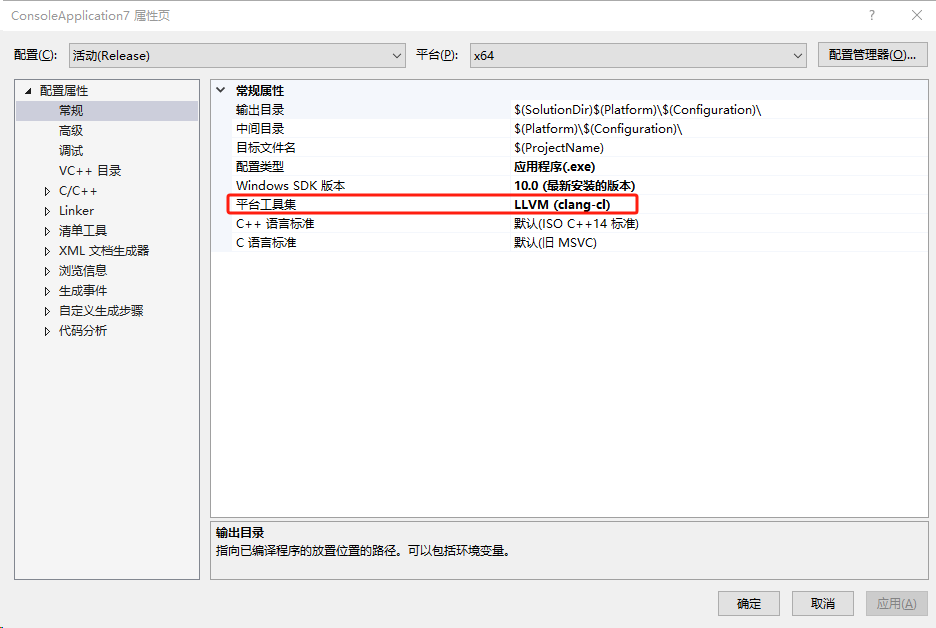 ConsoleApplication7 属性页
配置(C): 活动(Release) 平台(P): x64 配置管理器(O)...
配置属性
常规
高级
调试
VC++ 目录
C/C++
Linker
清单工具
XML 文档生成器
浏览信息
生成事件
自定义生成步骤
代码分析
常规属性
输出目录 $(SolutionDir)$(Platform)\$(Configuration)\
中间目录 $(Platform)\$(Configuration)\
目标文件名 $(ProjectName)
配置类型 应用程序(.exe)
Windows SDK 版本 10.0 (最新安装的版本)
平台工具集 LLVM (clang-cl)
C++ 语言标准 默认(ISO C++14 标准)
C 语言标准 默认(旧 MSVC)
输出目录
指向已编译程序的放置位置的路径。可以包括环境变量。
确定 取消 应用(A)